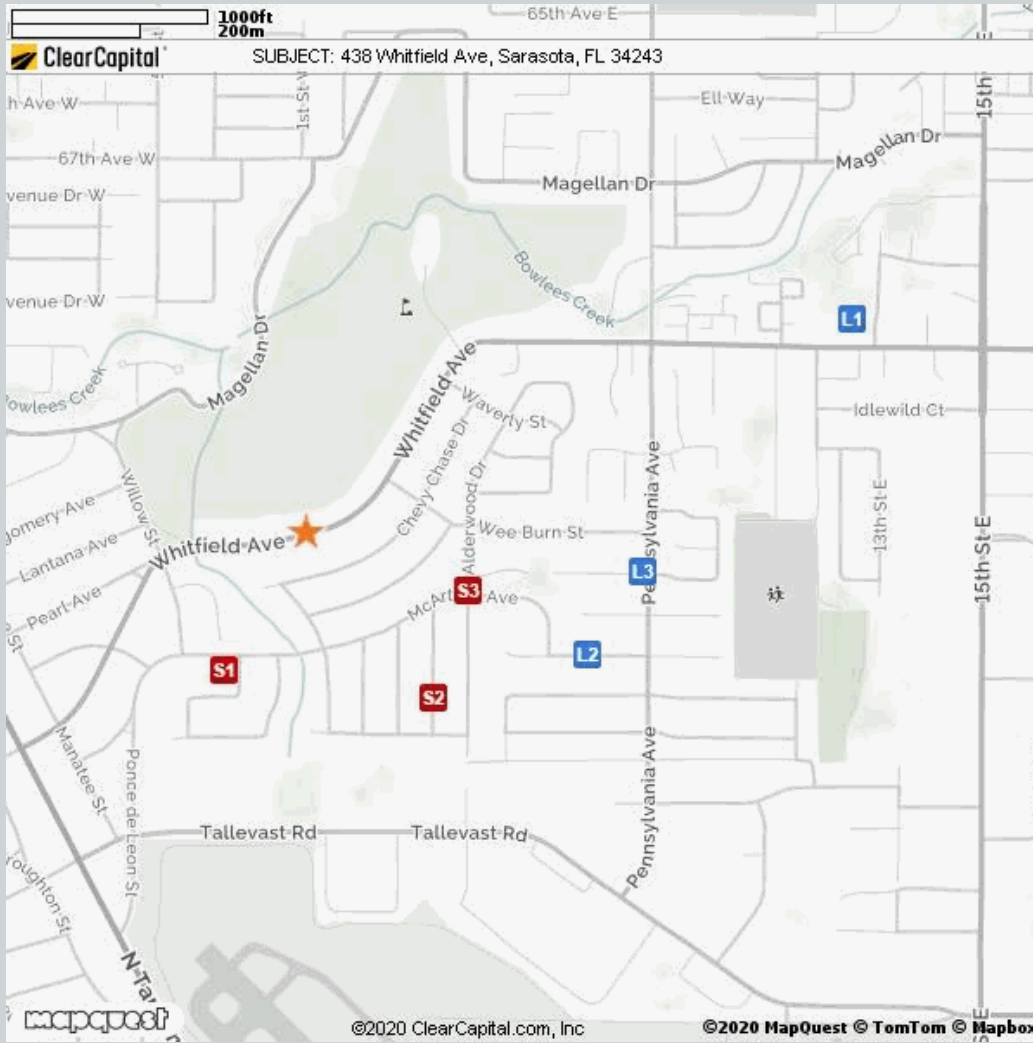 1000ft
200m
65th Ave E
ClearCapital
SUBJECT: 438 Whitfield Ave, Sarasota, FL 34243
h Ave W
1st St W
Ell Way
15th
67th Ave W
Magellan Dr
Magellan Dr
venue Dr W
Bowlees Creek
venue Dr W
L1
Magellan Dr
Whitfield Ave
owlees Creek
Waverly St
Idlewild Ct
Chevy Chase Dr
Willow St
gomery Ave
Alderwood Dr
Pennsylvania Ave
13th St E
15th St E
Lantana Ave
Whitfield Ave
Wee Burn St
Pearl Ave
L3
S3
McArt Ave
L2
S1
S2
Manatee St
Ponce de Leon St
Pennsylvania Ave
Tallevast Rd
Tallevast Rd
oughton St
N Ta
mapquest
©2020 ClearCapital.com, Inc
©2020 MapQuest © TomTom © Mapbox